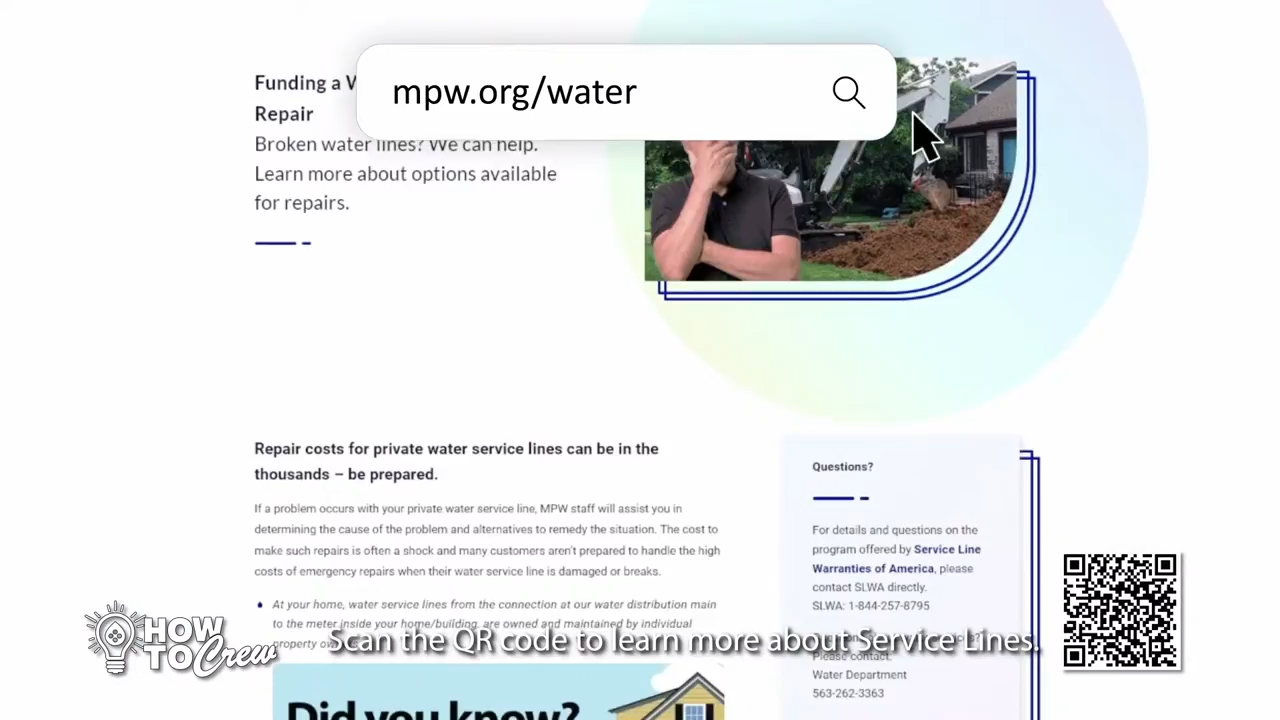 mpw.org/water
Funding a W
Repair
Broken water lines? We can help.
Learn more about options available
for repairs.
Repair costs for private water service lines can be in the
thousands – be prepared.
If a problem occurs with your private water service line, MPW staff will assist you in
determining the cause of the problem and alternatives to remedy the situation. The cost to
make such repairs is often a shock and many customers aren't prepared to handle the high
costs of emergency repairs when their water service line is damaged or breaks.
At your home, water service lines from the connection at our water distribution main
to the meter inside your home/building, are owned and maintained by individual
property
Questions?
For details and questions on the
program offered by Service Line
Warranties of America, please
contact SLWA directly.
SLWA: 1-844-257-8795
Please contact:
Water Department
563-262-3363
HOW
TO Crew
Scan the QR code to learn more about Service Lines.
Did you know?